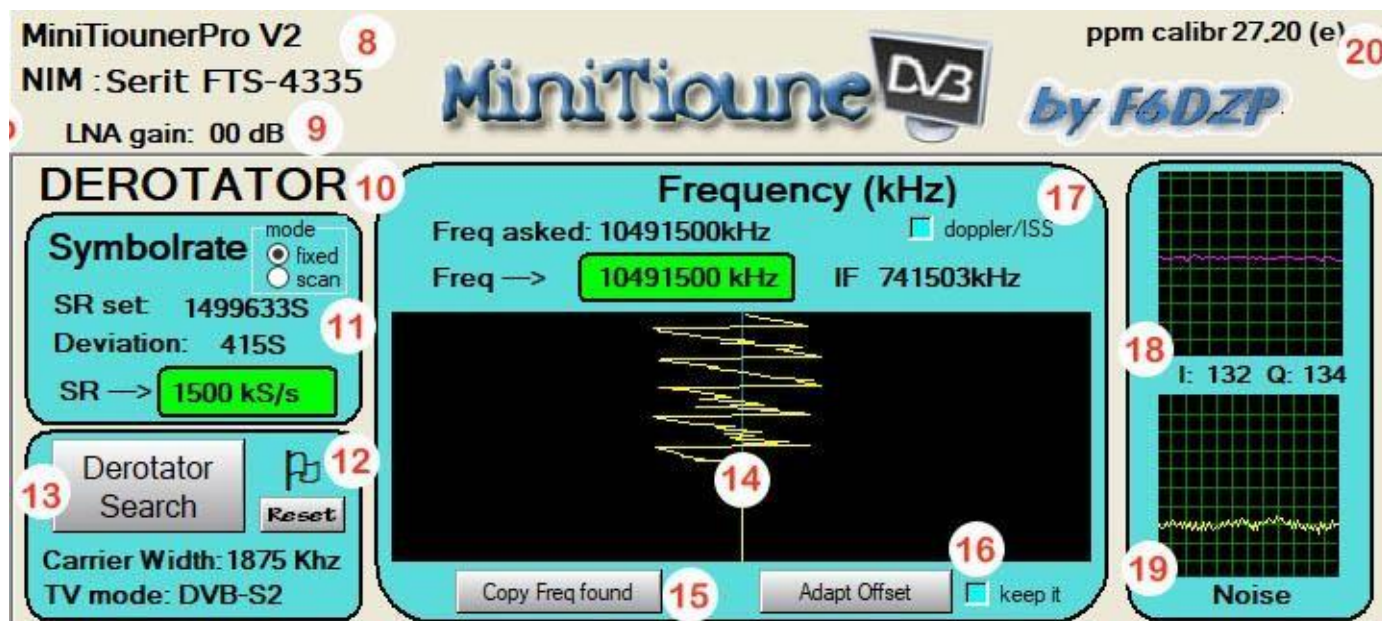 MiniTiounerPro V2
8
NIM : Serit FTS-4335
LNA gain: 00 dB
9
MiniTioune
DVB
by F6DZP
ppm calibr 27,20 (e)
20
DEROTATOR
10
Symbolrate
mode
fixed
scan
SR set: 1499633S
Deviation: 415S
11
SR —> 1500 kS/s
13
Derotator
Search
12
Reset
Carrier Width: 1875 Khz
TV mode: DVB-S2
Frequency (kHz)
17
Freq asked: 10491500kHz
doppler/ISS
Freq —> 10491500 kHz IF 741503kHz
14
Copy Freq found
15
Adapt Offset
16
keep it
18
I: 132 Q: 134
19
Noise